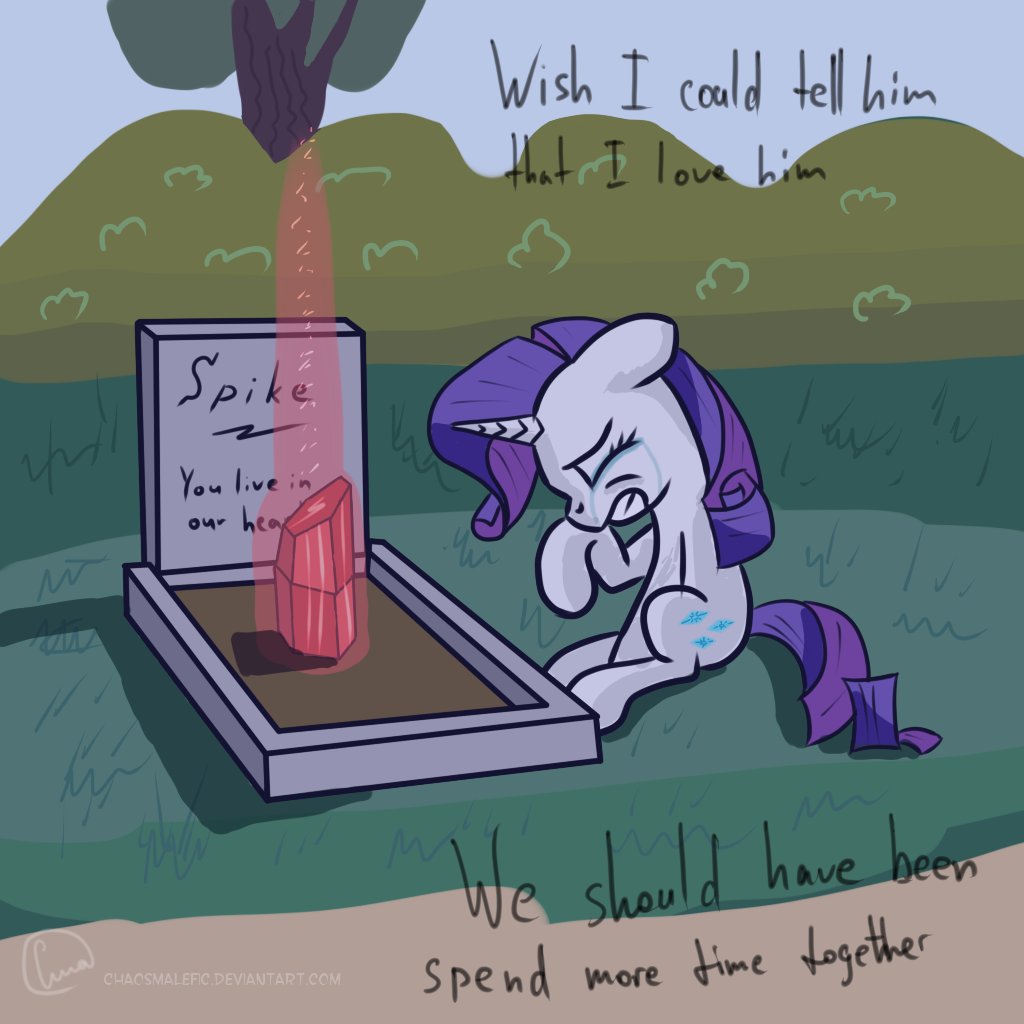 Wish I could tell him
that I love him
Spike
You live in
our hea
We should have been
spend more time together
CHAOSMALEFIC.DEVIANTART.COM